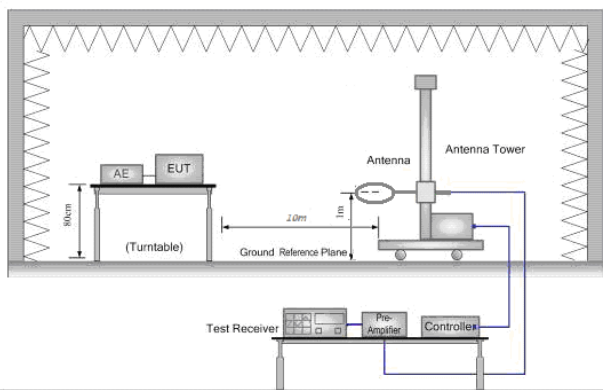 Antenna Tower
Antenna
EUT
AE
80cm
10m
1m
(Turntable)
Ground Reference Plane
Test Receiver
Pre-
Amplifier
Controller